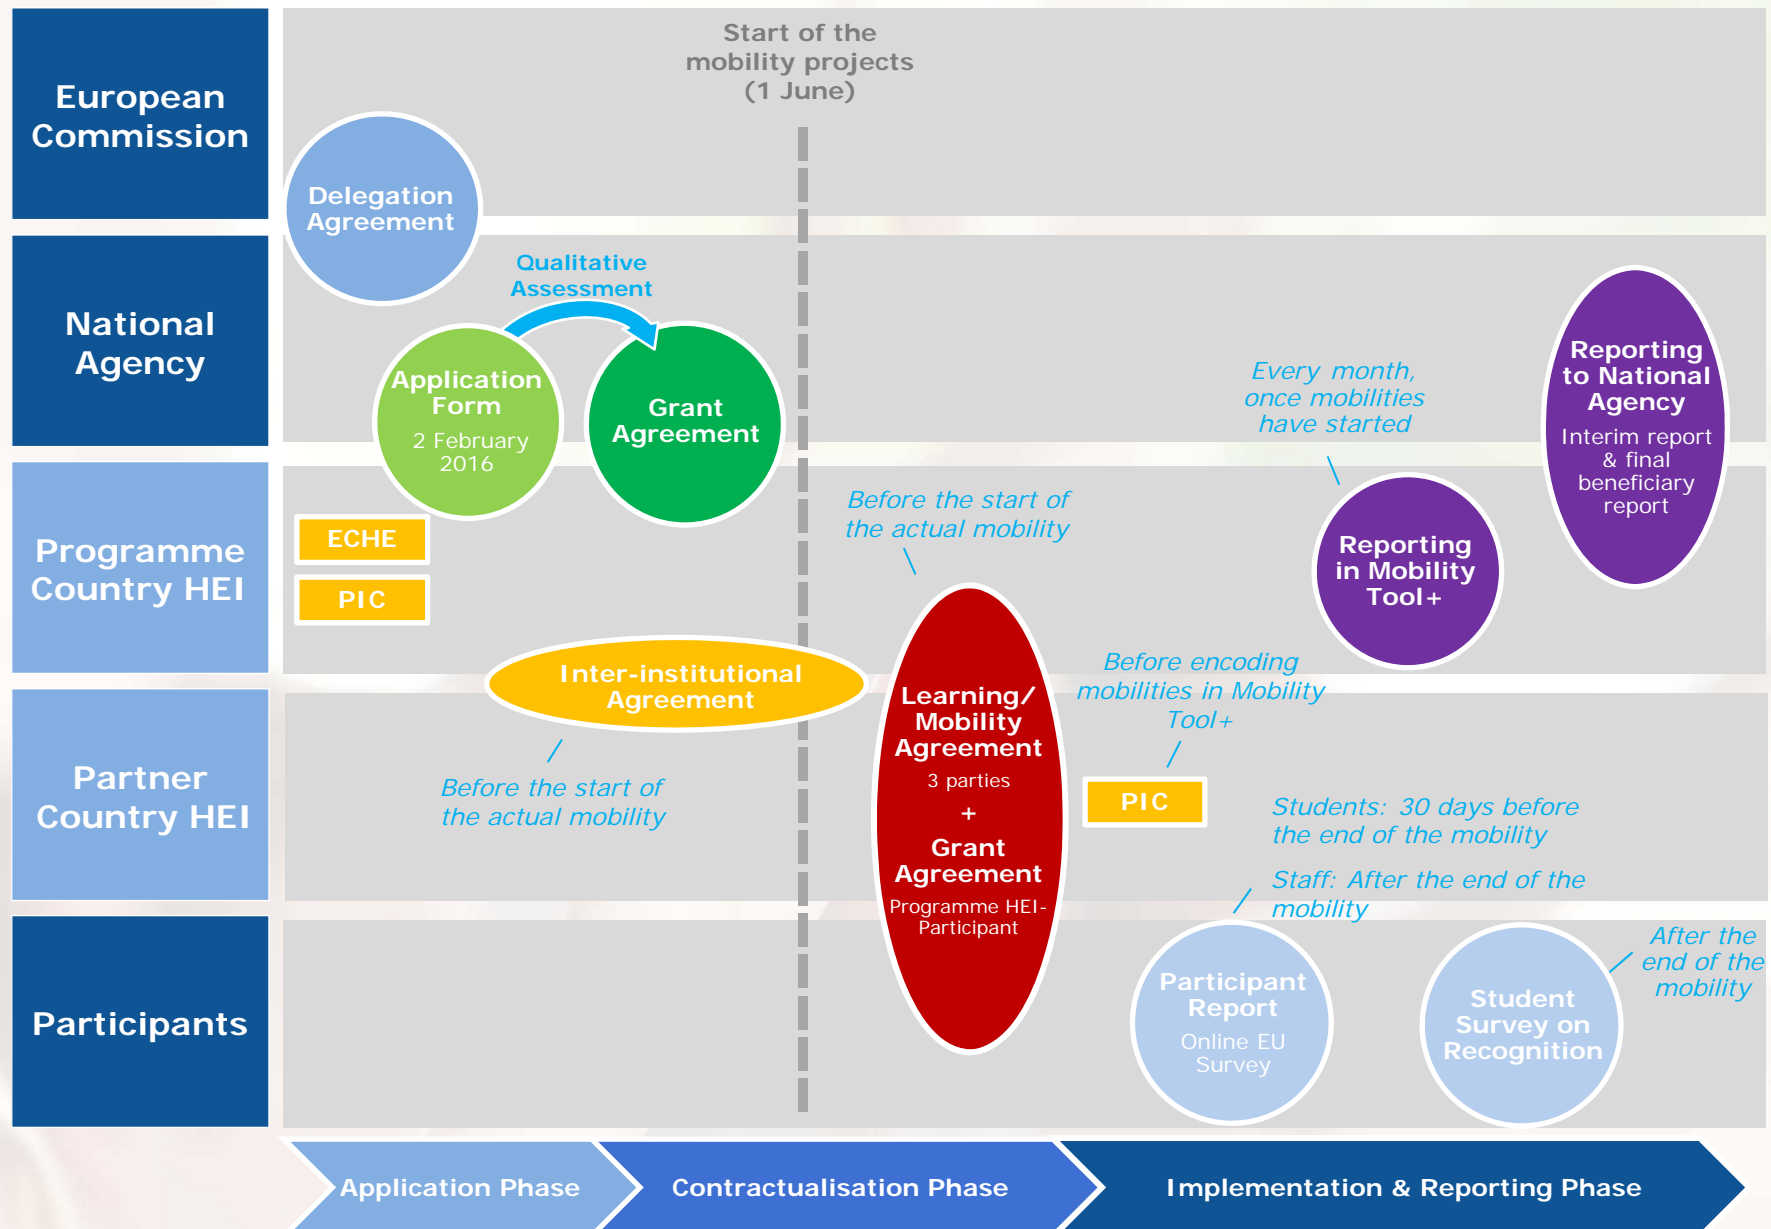 European
Commission
Start of the
mobility projects
(1 June)
Delegation
Agreement
National
Agency
Qualitative
Assessment
Application
Form
2 February
2016
Grant
Agreement
Every month,
once mobilities
have started
Reporting
to National
Agency
Interim report
& final
beneficiary
report
Programme
Country HEI
ECHE
PIC
Before the start of
the actual mobility
Reporting
in Mobility
Tool+
Inter-institutional
Agreement
Before encoding
mobilities in Mobility
Tool+
Partner
Country HEI
Before the start of
the actual mobility
Learning/
Mobility
Agreement
3 parties
+
Grant
Agreement
Programme HEI-
Participant
PIC
Students: 30 days before
the end of the mobility
Staff: After the end of the
mobility
Participants
Participant
Report
Online EU
Survey
Student
Survey on
Recognition
After the
end of the
mobility
Application Phase
Contractualisation Phase
Implementation & Reporting Phase